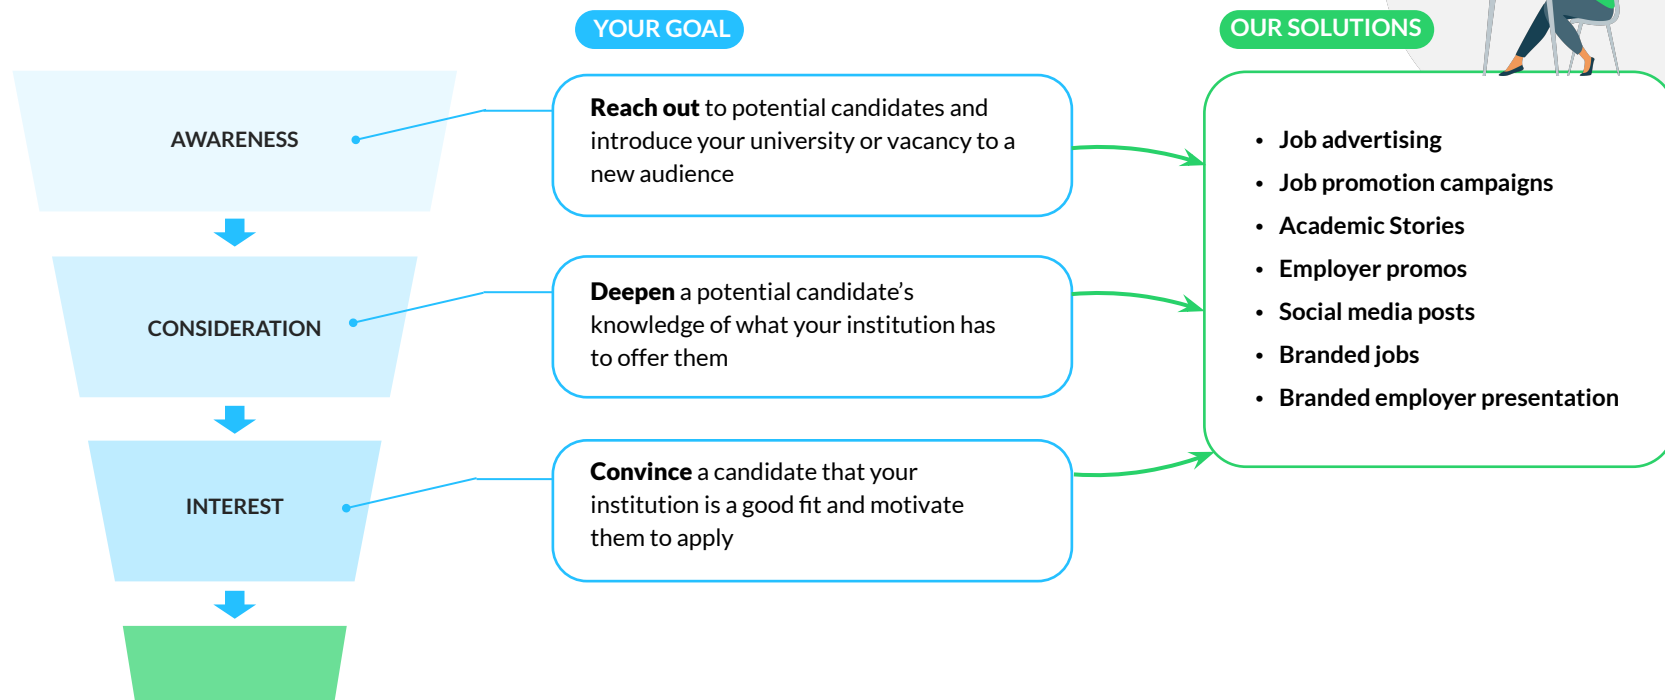 YOUR GOAL
OUR SOLUTIONS
AWARENESS
Reach out to potential candidates and
introduce your university or vacancy to a
new audience
CONSIDERATION
Deepen a potential candidate’s
knowledge of what your institution has
to offer them
INTEREST
Convince a candidate that your
institution is a good fit and motivate
them to apply
• Job advertising
• Job promotion campaigns
• Academic Stories
• Employer promos
• Social media posts
• Branded jobs
• Branded employer presentation